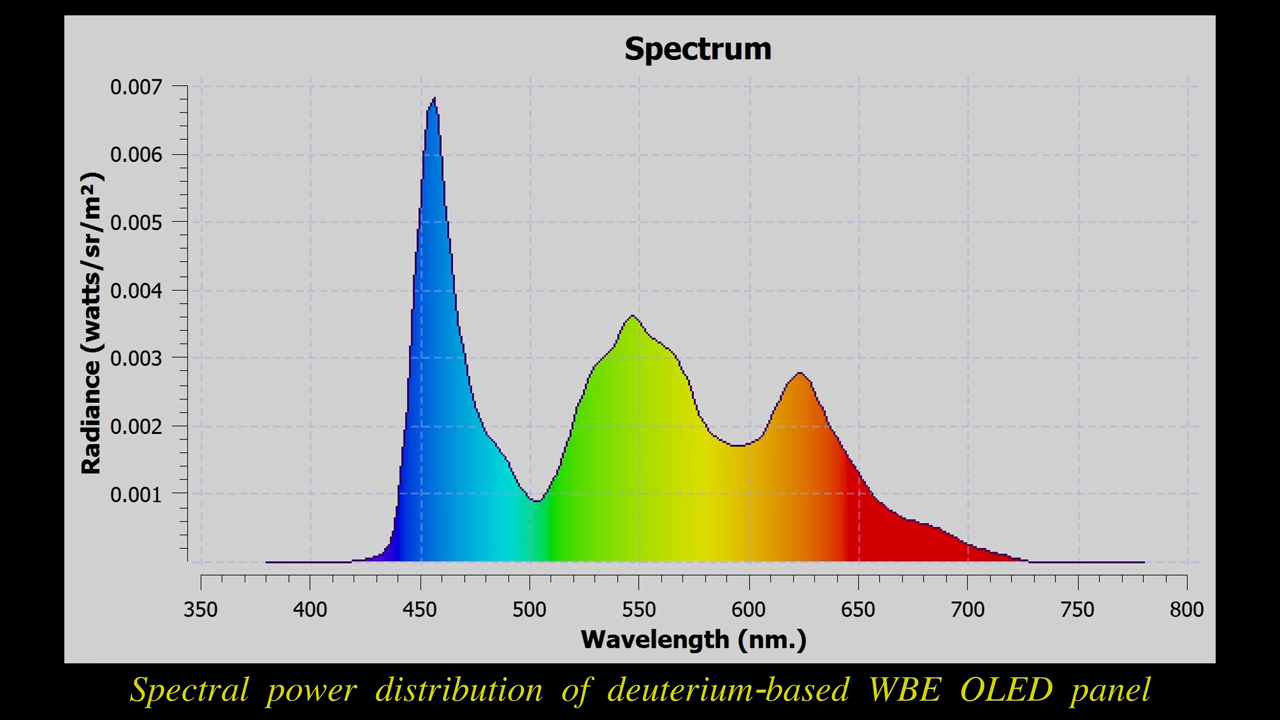 Spectrum
0.007
0.006
0.005
0.004
0.003
0.002
0.001
Radiance (watts/sr/m²)
350 400 450 500 550 600 650 700 750 800
Wavelength (nm.)
Spectral power distribution of deuterium-based WBE OLED panel